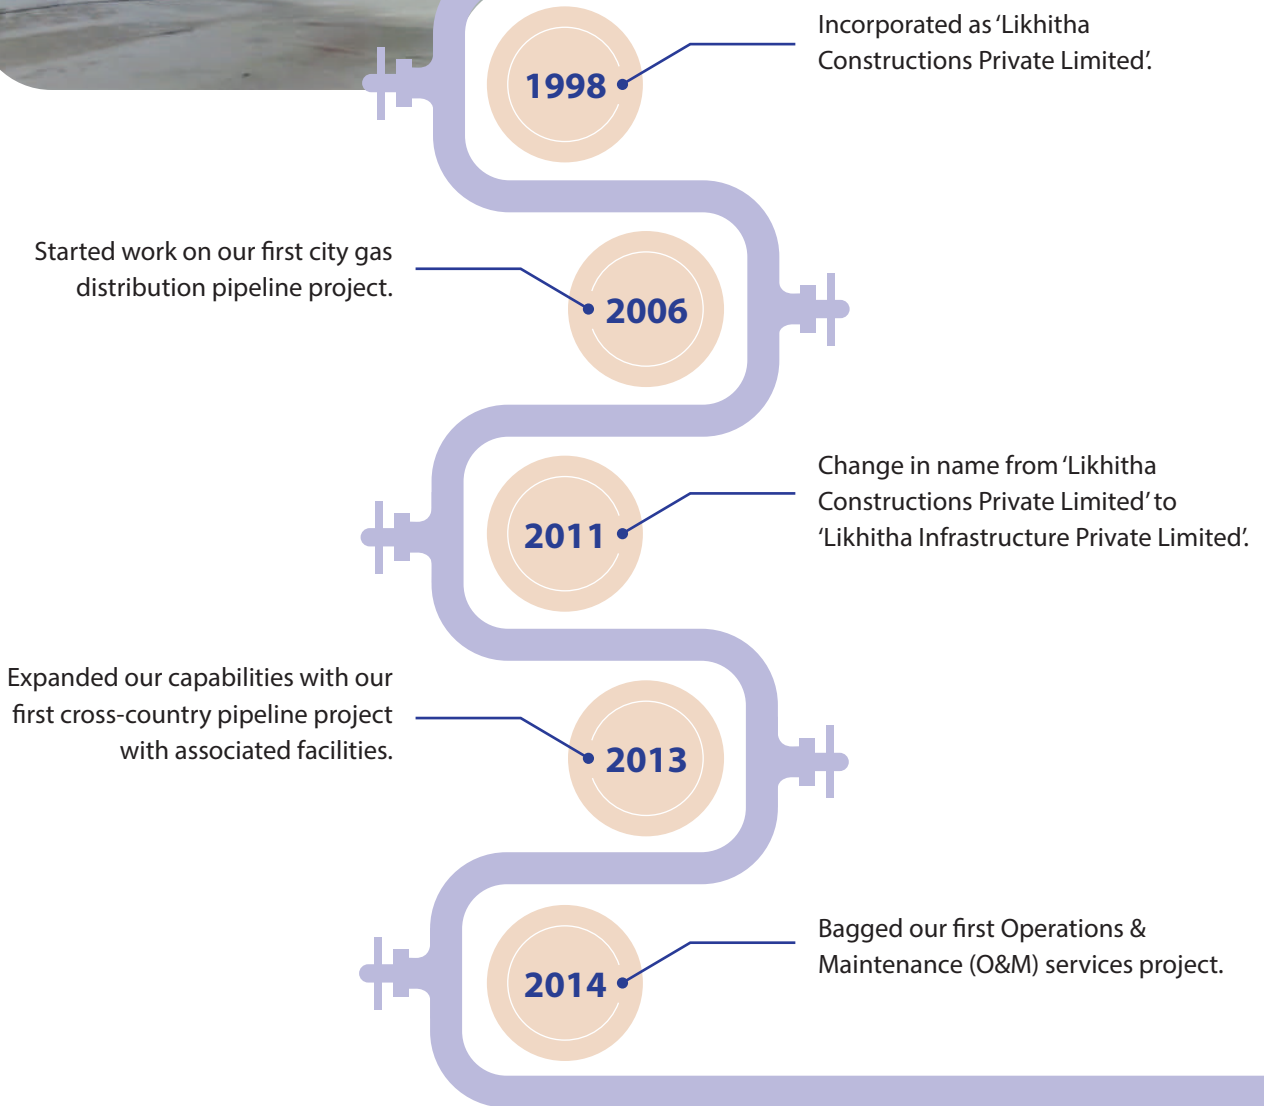 1998
Incorporated as ‘Likhitha
Constructions Private Limited’.
Started work on our first city gas
distribution pipeline project.
2006
2011
Change in name from ‘Likhitha
Constructions Private Limited’ to
‘Likhitha Infrastructure Private Limited’.
Expanded our capabilities with our
first cross-country pipeline project
with associated facilities.
2013
2014
Bagged our first Operations &
Maintenance (O&M) services project.